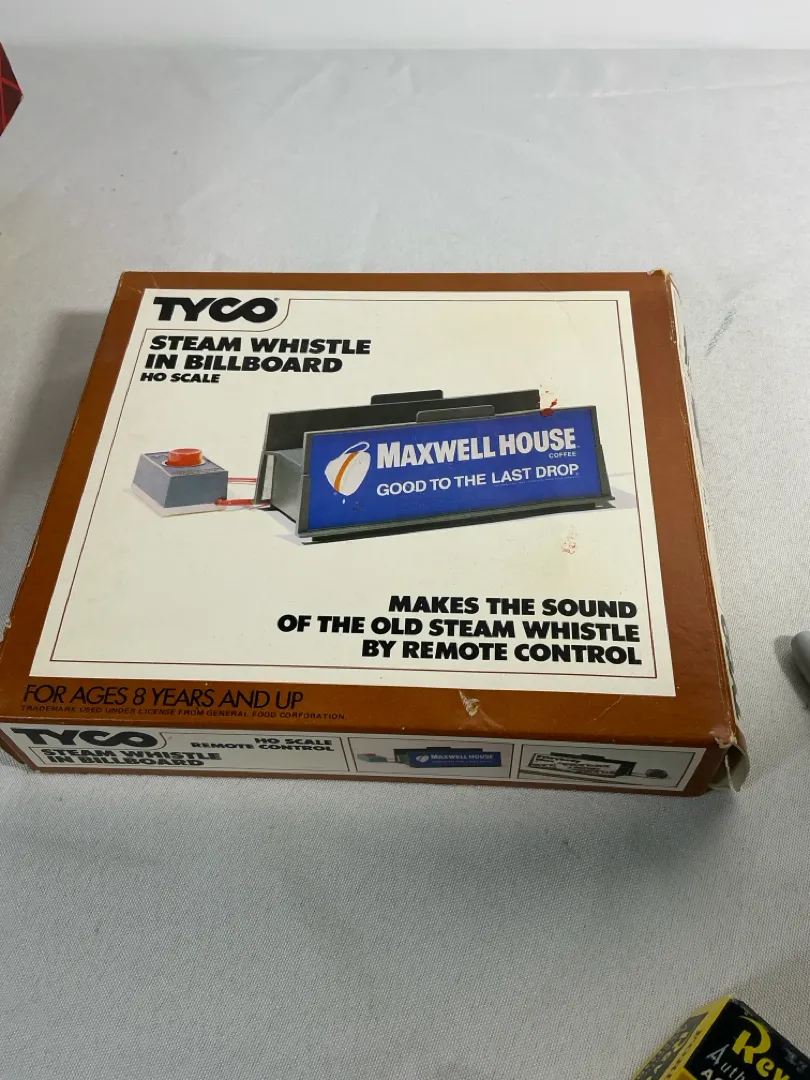 TYCO®
STEAM WHISTLE
IN BILLBOARD
HO SCALE
MAXWELL HOUSE
COFFEE
GOOD TO THE LAST DROP
MAKES THE SOUND
OF THE OLD STEAM WHISTLE
BY REMOTE CONTROL
FOR AGES 8 YEARS AND UP
TRADEMARK USED UNDER LICENSE FROM GENERAL FOOD CORPORATION.
TYCO
HO SCALE
REMOTE CONTROL
STEAM WHISTLE
IN BILLBOARD
MAXWELL HOUSE